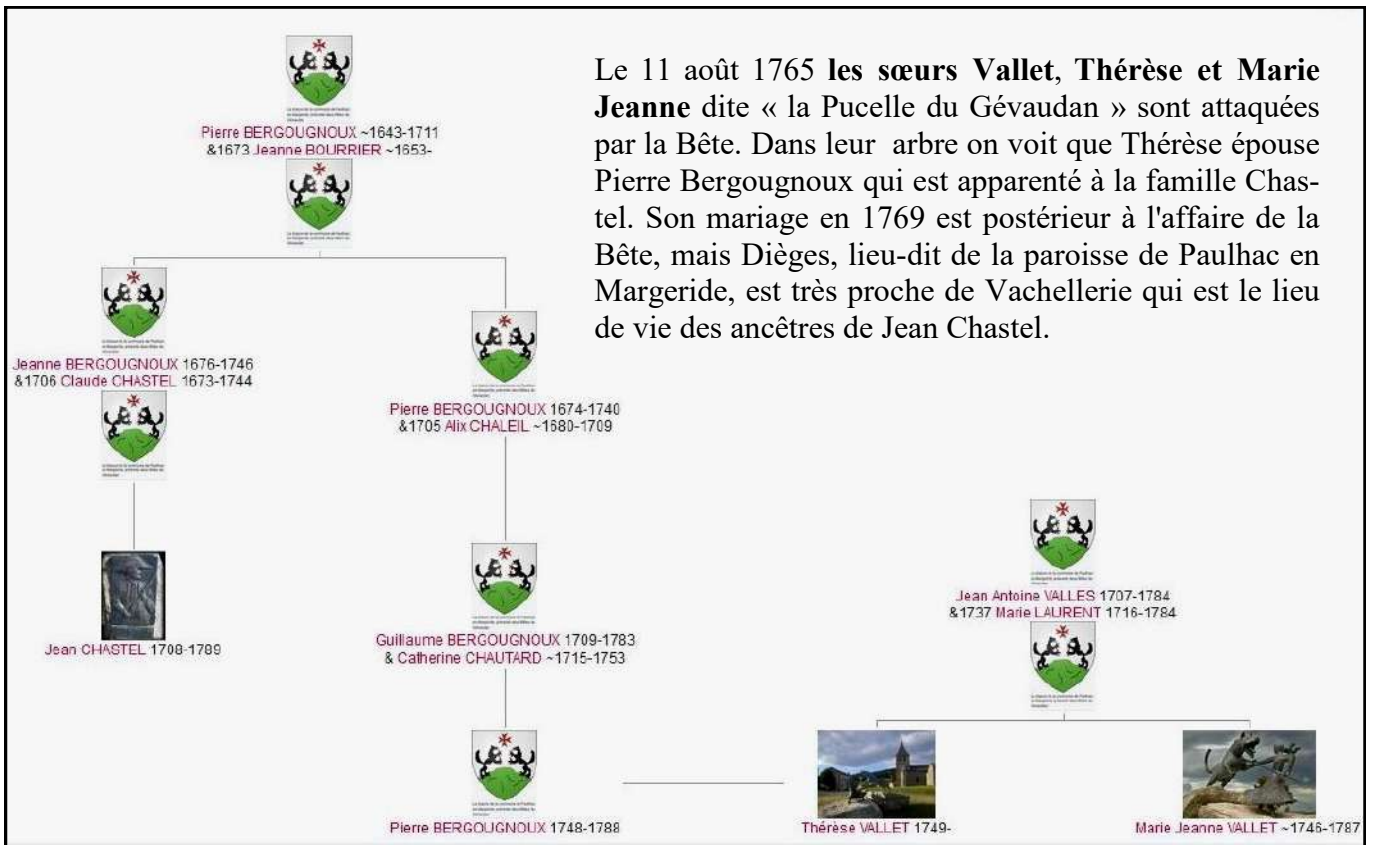 Le 11 août 1765 les sœurs Vallet, Thérèse et Marie
Jeanne dite « la Pucelle du Gévaudan » sont attaquées
par la Bête. Dans leur arbre on voit que Thérèse épouse
Pierre Bergougnoux qui est apparenté à la famille Chas-
tel. Son mariage en 1769 est postérieur à l'affaire de la
Bête, mais Dièges, lieu-dit de la paroisse de Paulhac en
Margeride, est très proche de Vachellerie qui est le lieu
de vie des ancêtres de Jean Chastel.
Pierre BERGOUGNOUX ~1643-1711
&1673 Jeanne BOURRIER ~1653-
Jeanne BERGOUGNOUX 1676-1746
&1706 Claude CHASTEL 1673-1744
Pierre BERGOUGNOUX 1674-1740
&1705 Alix CHALEIL ~1680-1709
Jean CHASTEL 1708-1789
Guillaume BERGOUGNOUX 1709-1783
& Catherine CHAUTARD ~1715-1753
Jean Antoine VALLES 1707-1784
&1737 Marie LAURENT 1716-1784
Pierre BERGOUGNOUX 1748-1788
Thérèse VALLET 1749-
Marie Jeanne VALLET ~1746-1787